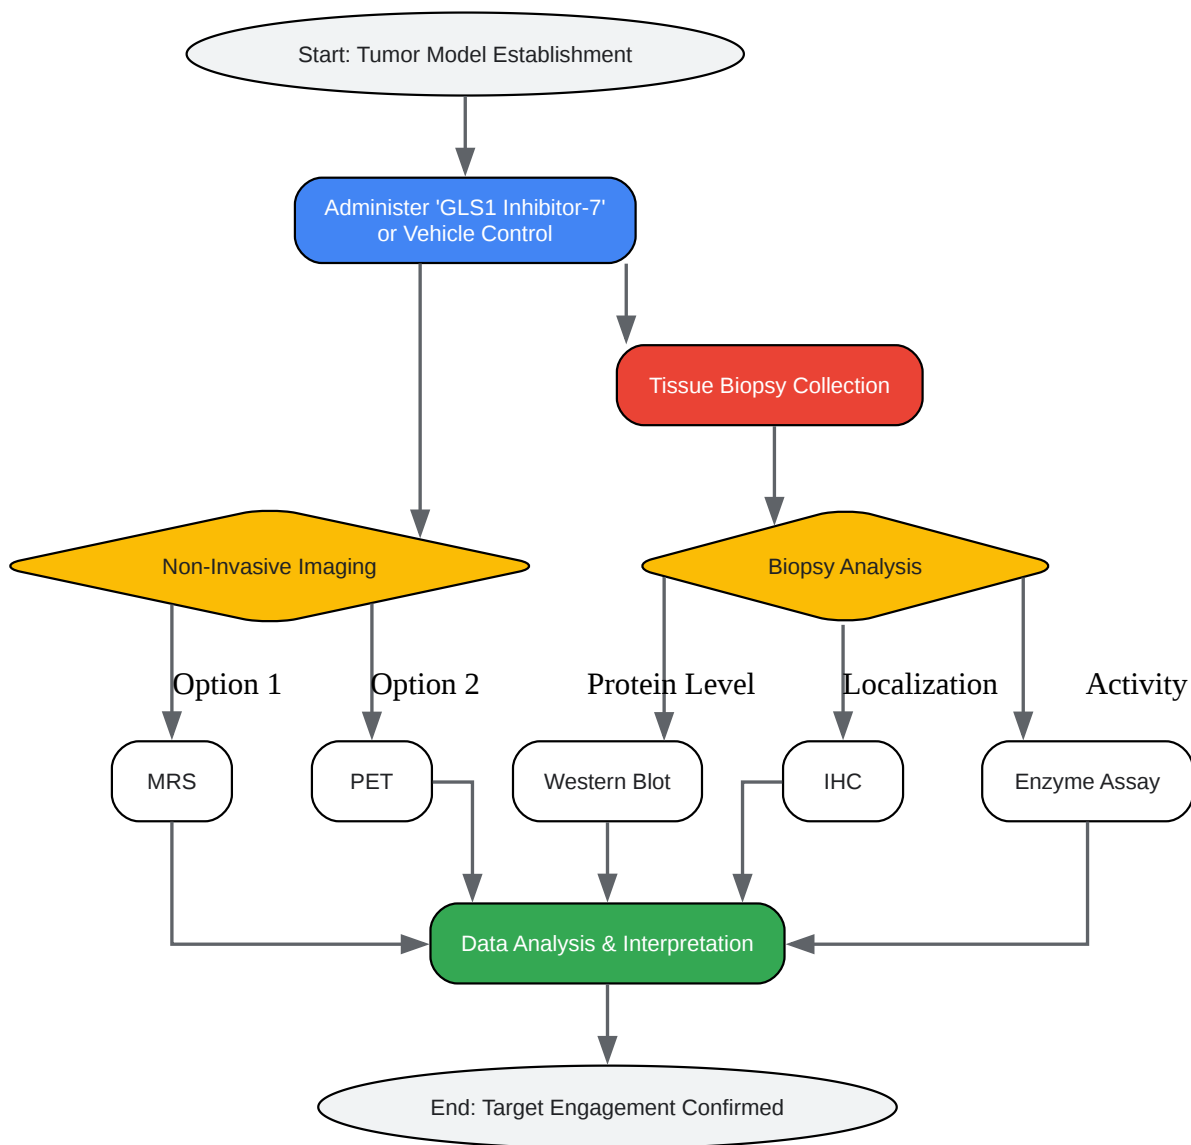 Start: Tumor Model Establishment
Administer 'GLS1 Inhibitor-7'
or Vehicle Control
Tissue Biopsy Collection
Non-Invasive Imaging
Biopsy Analysis
Option 1
Option 2
Protein Level
Localization
Activity
MRS
PET
Western Blot
IHC
Enzyme Assay
Data Analysis & Interpretation
End: Target Engagement Confirmed